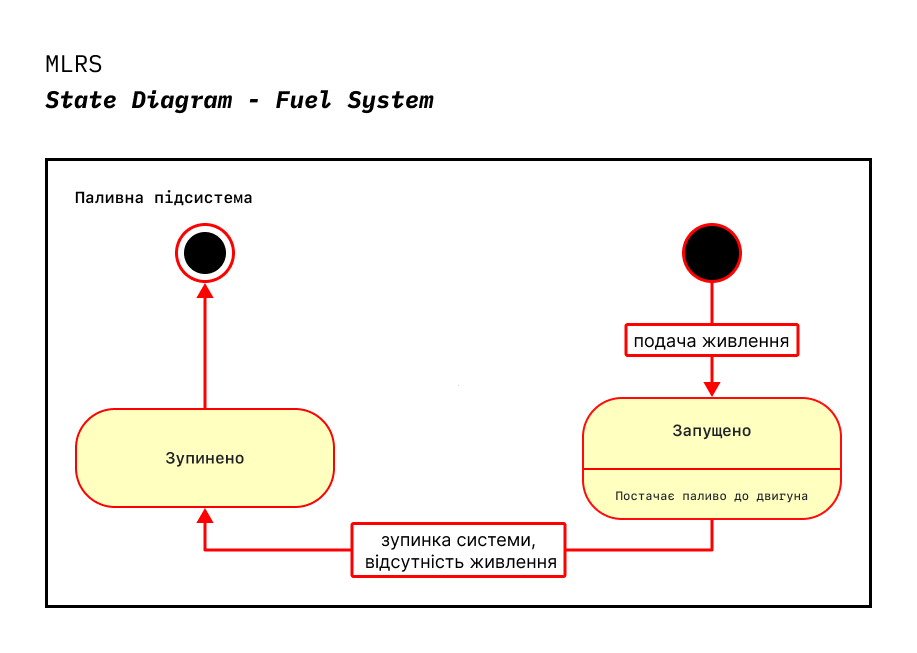 MLRS
State Diagram - Fuel System
Паливна підсистема
подача живлення
Запущено
Зупинено
Постачає паливо до двигуна
зупинка системи,
відсутність живлення